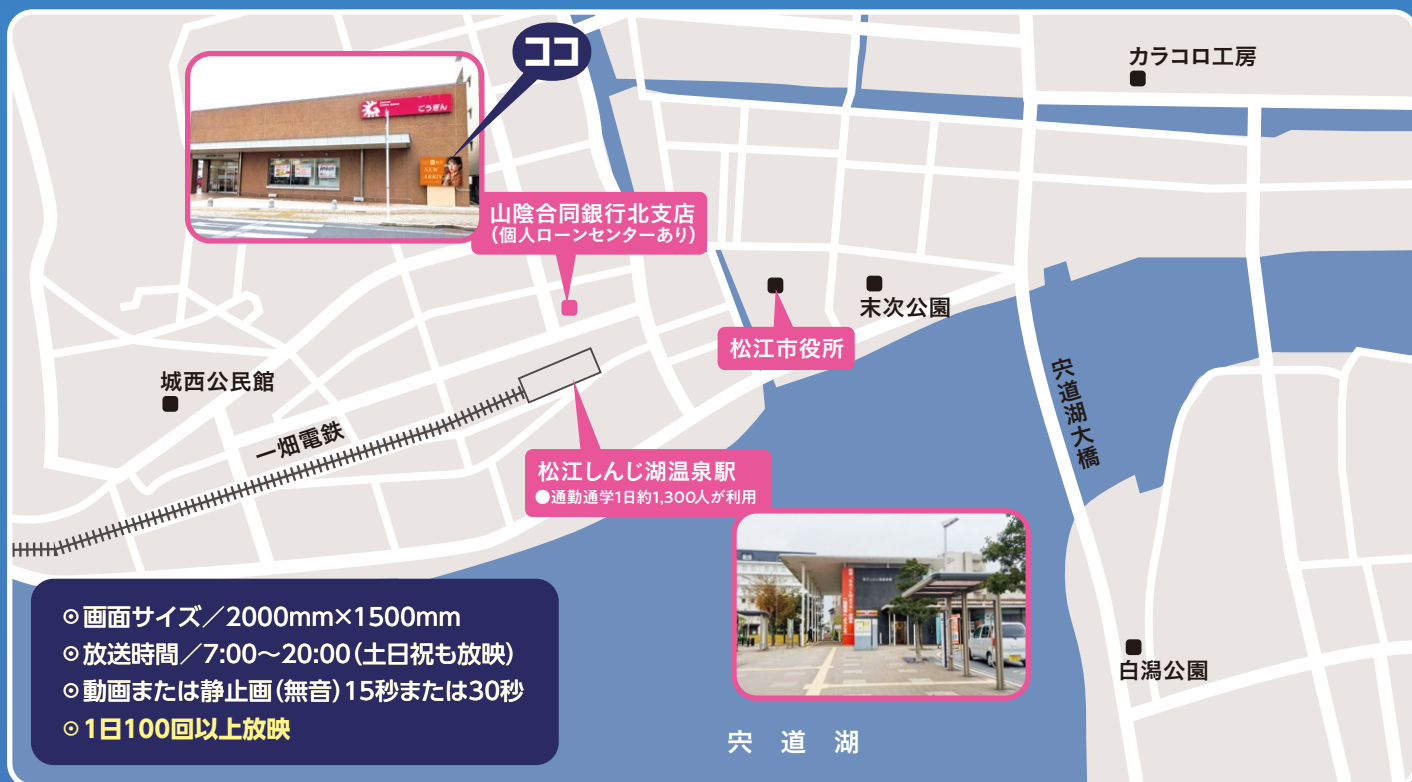 ココ
カラコロ工房
ごうぎん
NEW
山陰合同銀行北支店
(個人ローンセンターあり)
末次公園
松江市役所
城西公民館
宍道湖大橋
一畑電鉄
松江しんじ湖温泉駅
●通勤通学1日約1,300人が利用
◉画面サイズ／2000mm×1500mm
◉放送時間／7:00〜20:00(土日祝も放映)
◉動画または静止画(無音)15秒または30秒
◉1日100回以上放映
白潟公園
宍 道 湖